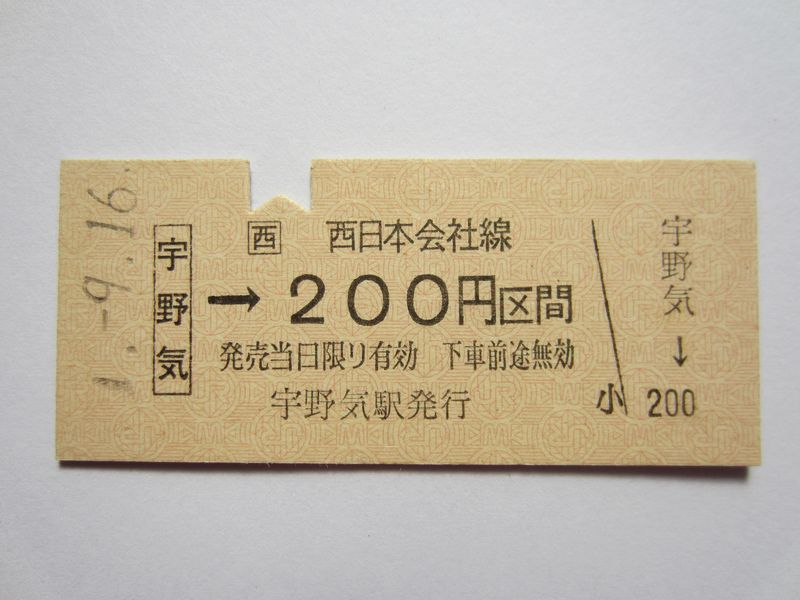 1.-9.16.
宇野気
西 西日本会社線
→200円区間
発売当日限り有効 下車前途無効
宇野気駅発行
宇野気
↓
小 200